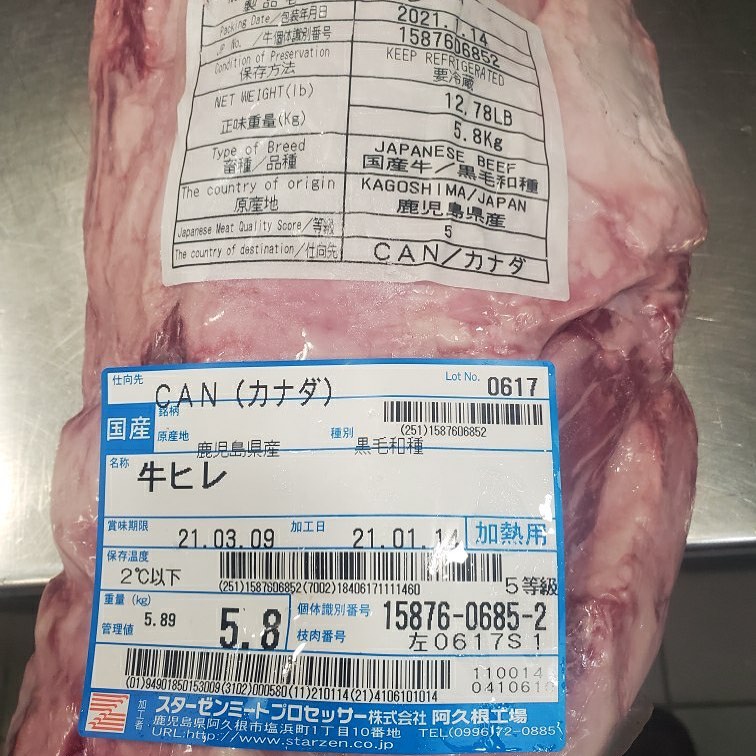 Packing Date／包装年月日 2021.1.14
JP No. ／牛個体識別番号 1587606852
Condition of Preservation KEEP REFRIGERATED
保存方法 要冷蔵
NET WEIGHT(lb) 12.78LB
正味重量(kg) 5.8Kg
Type of Breed JAPANESE BEEF
畜種／品種 国産牛／黒毛和種
The country of origin KAGOSHIMA/JAPAN
原産地 鹿児島県産
Japanese Meat Quality Score／等級 5
The country of destination／仕向先 CAN／カナダ
仕向先 CAN (カナダ) Lot No. 0617
銘柄
国産 原産地 鹿児島県産 種別 黒毛和種
(251)1587606852
名称 牛ヒレ
賞味期限 21.03.09 加工日 21.01.14 加熱用
保存温度
2℃以下 (251)1587606852(7002)18406171111460 5等級
重量 (kg) 5.8
管理値 5.89
個体識別番号 15876-0685-2
枝肉番号 左0617S1
110014
(01)94901850153009(3102)000580(11)210114(21)4106101014
加工者 スターゼンミートプロセッサー株式会社 阿久根工場
鹿児島県阿久根市塩浜町1丁目10番地 TEL(0996)72-0885
URL:http://www.starzen.co.jp